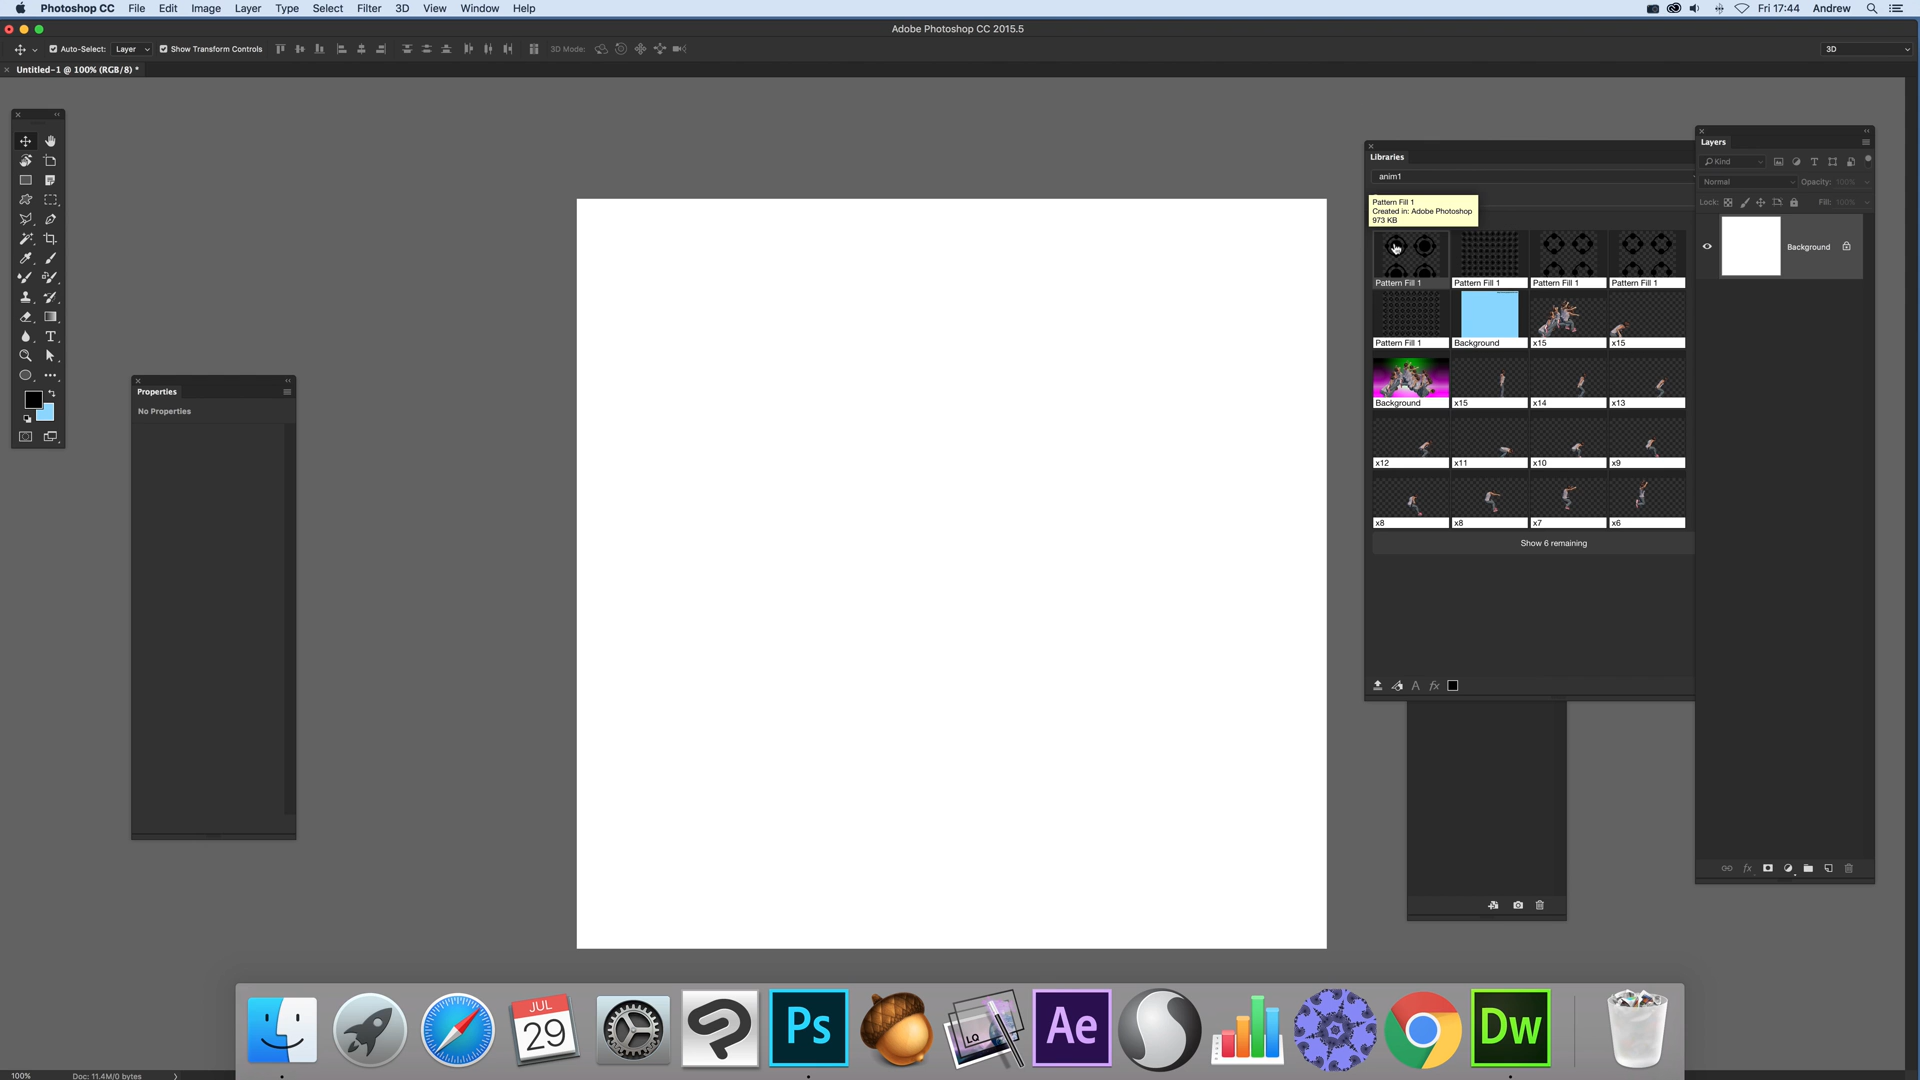 Photoshop CC File Edit Image Layer Type Select Filter 3D View Window Help Fri 17:44 Andrew
Adobe Photoshop CC 2015.5
Auto-Select: Layer Show Transform Controls 3D Mode: 3D
Untitled-1 @ 100% (RGB/8) *
Layers
Libraries
Kind
anim1
Normal Opacity: 100%
Pattern Fill 1
Created in: Adobe Photoshop
973 KB
Lock: Fill: 100%
Background
Pattern Fill 1 Pattern Fill 1 Pattern Fill 1 Pattern Fill 1
Pattern Fill 1 Background x15 x15
Background x15 x14 x13
x12 x11 x10 x9
x8 x8 x7 x6
Show 6 remaining
Properties
No Properties
A fx
fx
JUL
29
Ps
LQ
Ae
Dw
100% Doc: 11.4M/0 bytes